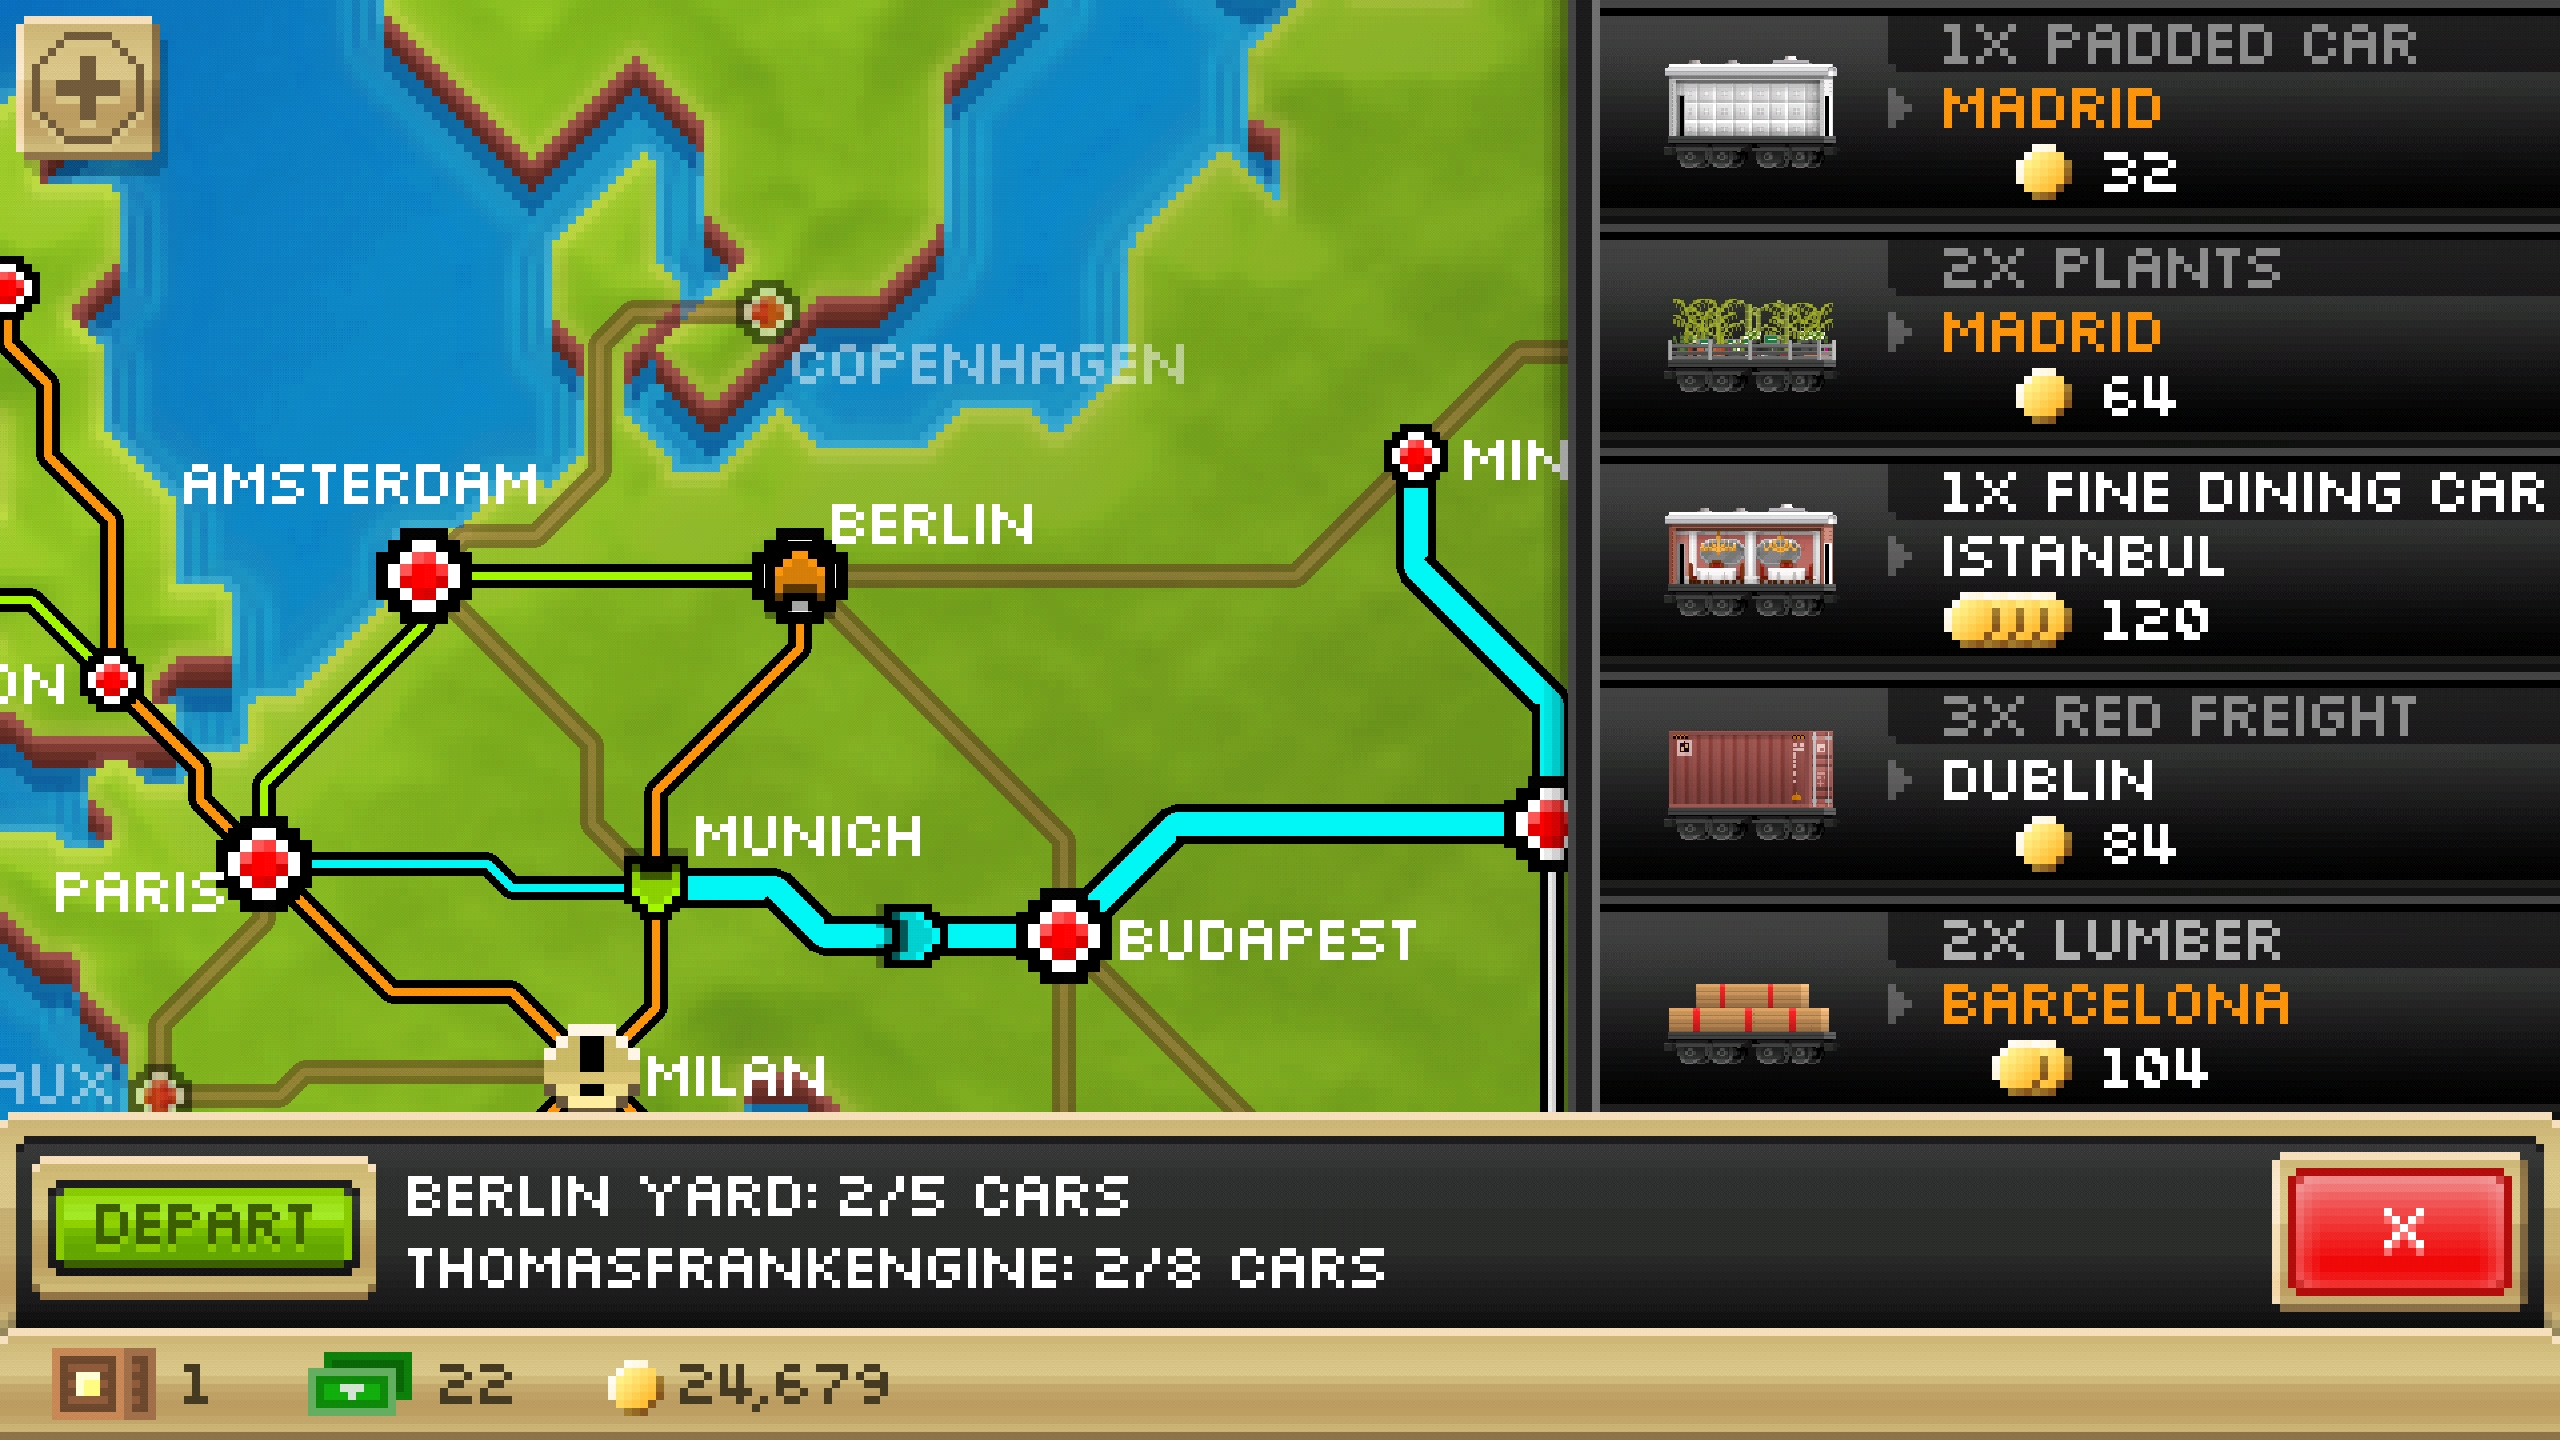 1X PADDED CAR
MADRID
32
2X PLANTS
MADRID
64
1X FINE DINING CAR
ISTANBUL
120
3X RED FREIGHT
DUBLIN
84
2X LUMBER
BARCELONA
104
COPENHAGEN
MIN
AMSTERDAM
BERLIN
ON
MUNICH
PARIS
BUDAPEST
MILAN
AUX
DEPART
BERLIN YARD: 2/5 CARS
THOMASFRANKENGINE: 2/8 CARS
X
1
22
24,679